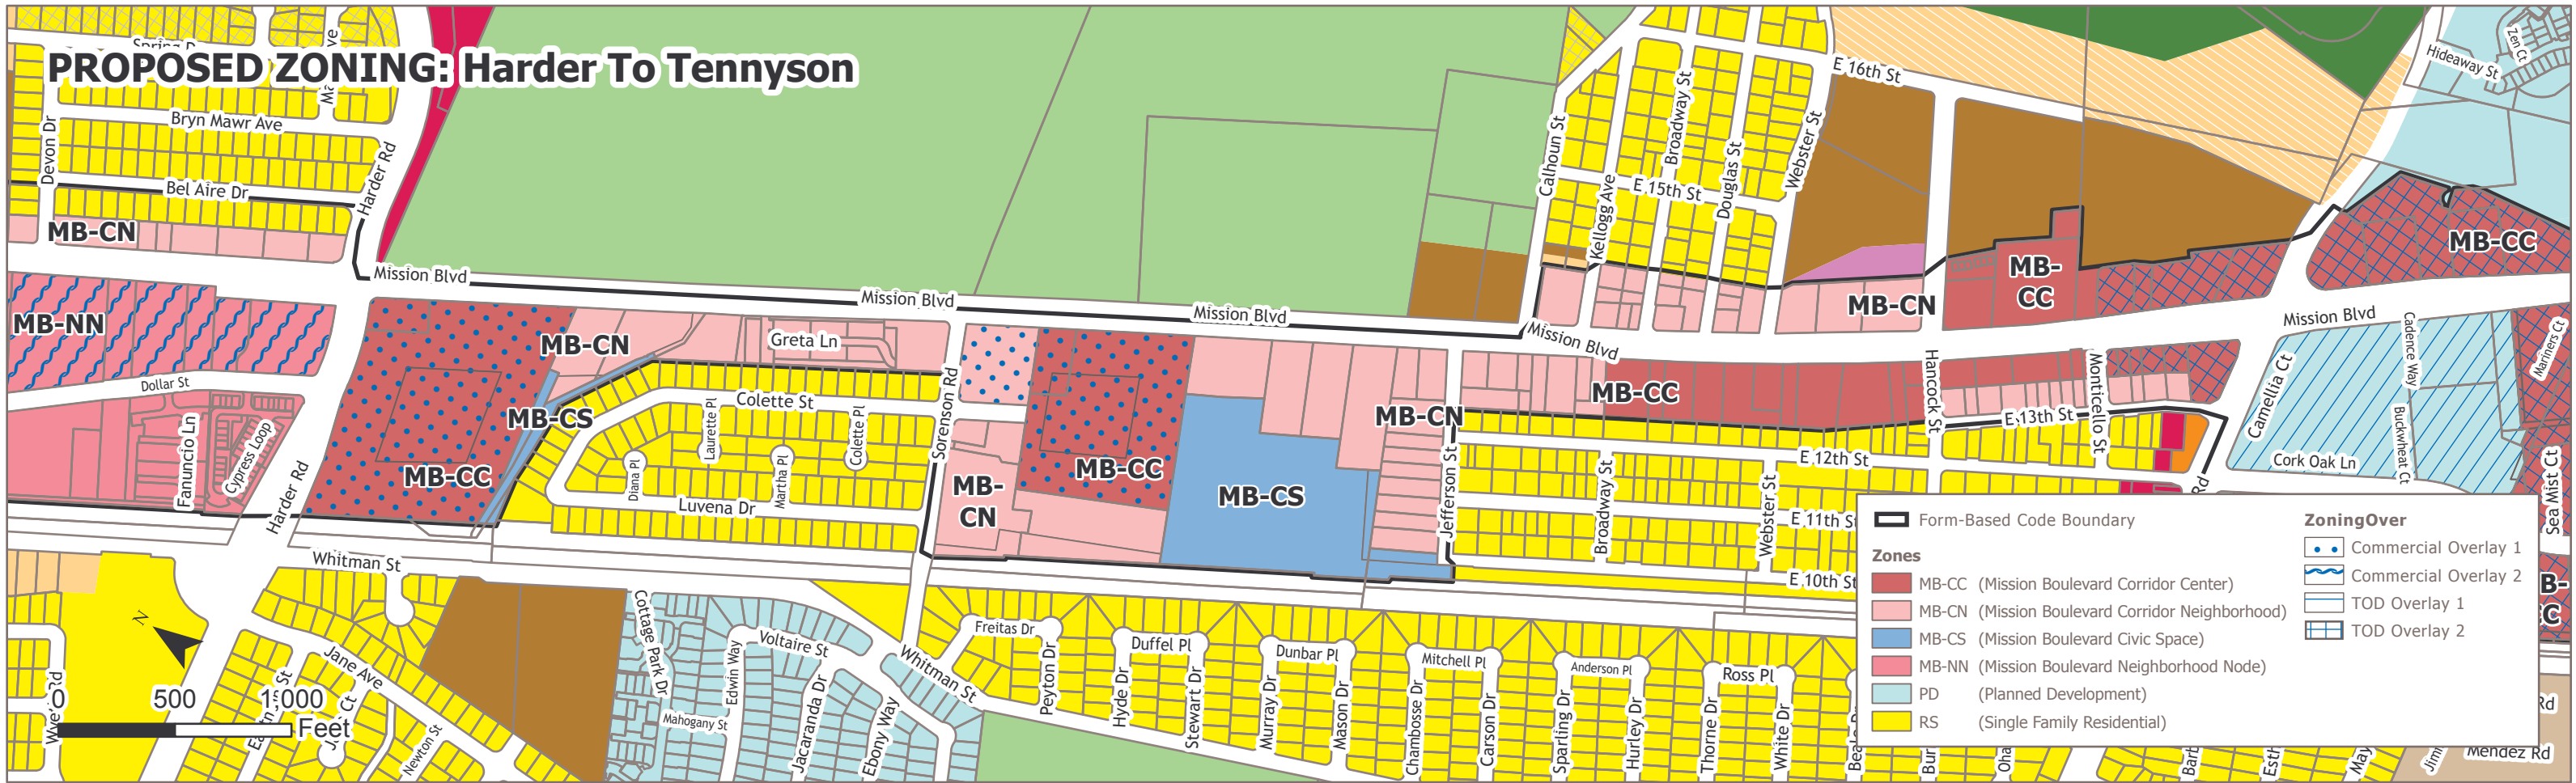 PROPOSED ZONING: Harder To Tennyson
Bryn Mawr Ave
Devon Dr
Bel Aire Dr
Harder Rd
MB-CN
Mission Blvd
Mission Blvd
Mission Blvd
Mission Blvd
Mission Blvd
MB-NN
Dollar St
Fanuncio Ln
Cypress Loop
Harder Rd
MB-CN
Greta Ln
MB-CS
MB-CC
Colette St
Laurette Pl
Colette Pl
Diana Pl
Martha Pl
Luvena Dr
Sorenson Rd
MB-
CN
MB-CC
MB-CS
MB-CN
Jefferson St
Calhoun St
Kellogg Ave
Broadway St
Douglas St
Webster St
E 15th St
E 16th St
MB-CN
MB-
CC
MB-CC
MB-CC
Hancock St
Monticello St
E 13th St
E 12th St
E 11th St
E 10th St
Broadway St
Webster St
Hideaway St
Zen Ct
Camelia Ct
Cadence Way
Buckwheat Ct
Cork Oak Ln
Mariners Ct
Sea Mist Ct
Rd
Whitman St
Jane Ave
Newton St
Cottage Park Dr
Edwin Way
Voltaire St
Mahogany St
Jacaranda Dr
Ebony Way
Whitman St
Freitas Dr
Peyton Dr
Duffel Pl
Hyde Dr
Stewart Dr
Dunbar Pl
Murray Dr
Mason Dr
Mitchell Pl
Chambosse Dr
Carson Dr
Anderson Pl
Sparling Dr
Hurley Dr
Ross Pl
Thorne Dr
White Dr
Mendez Rd
N
0 500 1000
Feet
Form-Based Code Boundary
Zones
MB-CC (Mission Boulevard Corridor Center)
MB-CN (Mission Boulevard Corridor Neighborhood)
MB-CS (Mission Boulevard Civic Space)
MB-NN (Mission Boulevard Neighborhood Node)
PD (Planned Development)
RS (Single Family Residential)
ZoningOver
Commercial Overlay 1
Commercial Overlay 2
TOD Overlay 1
TOD Overlay 2